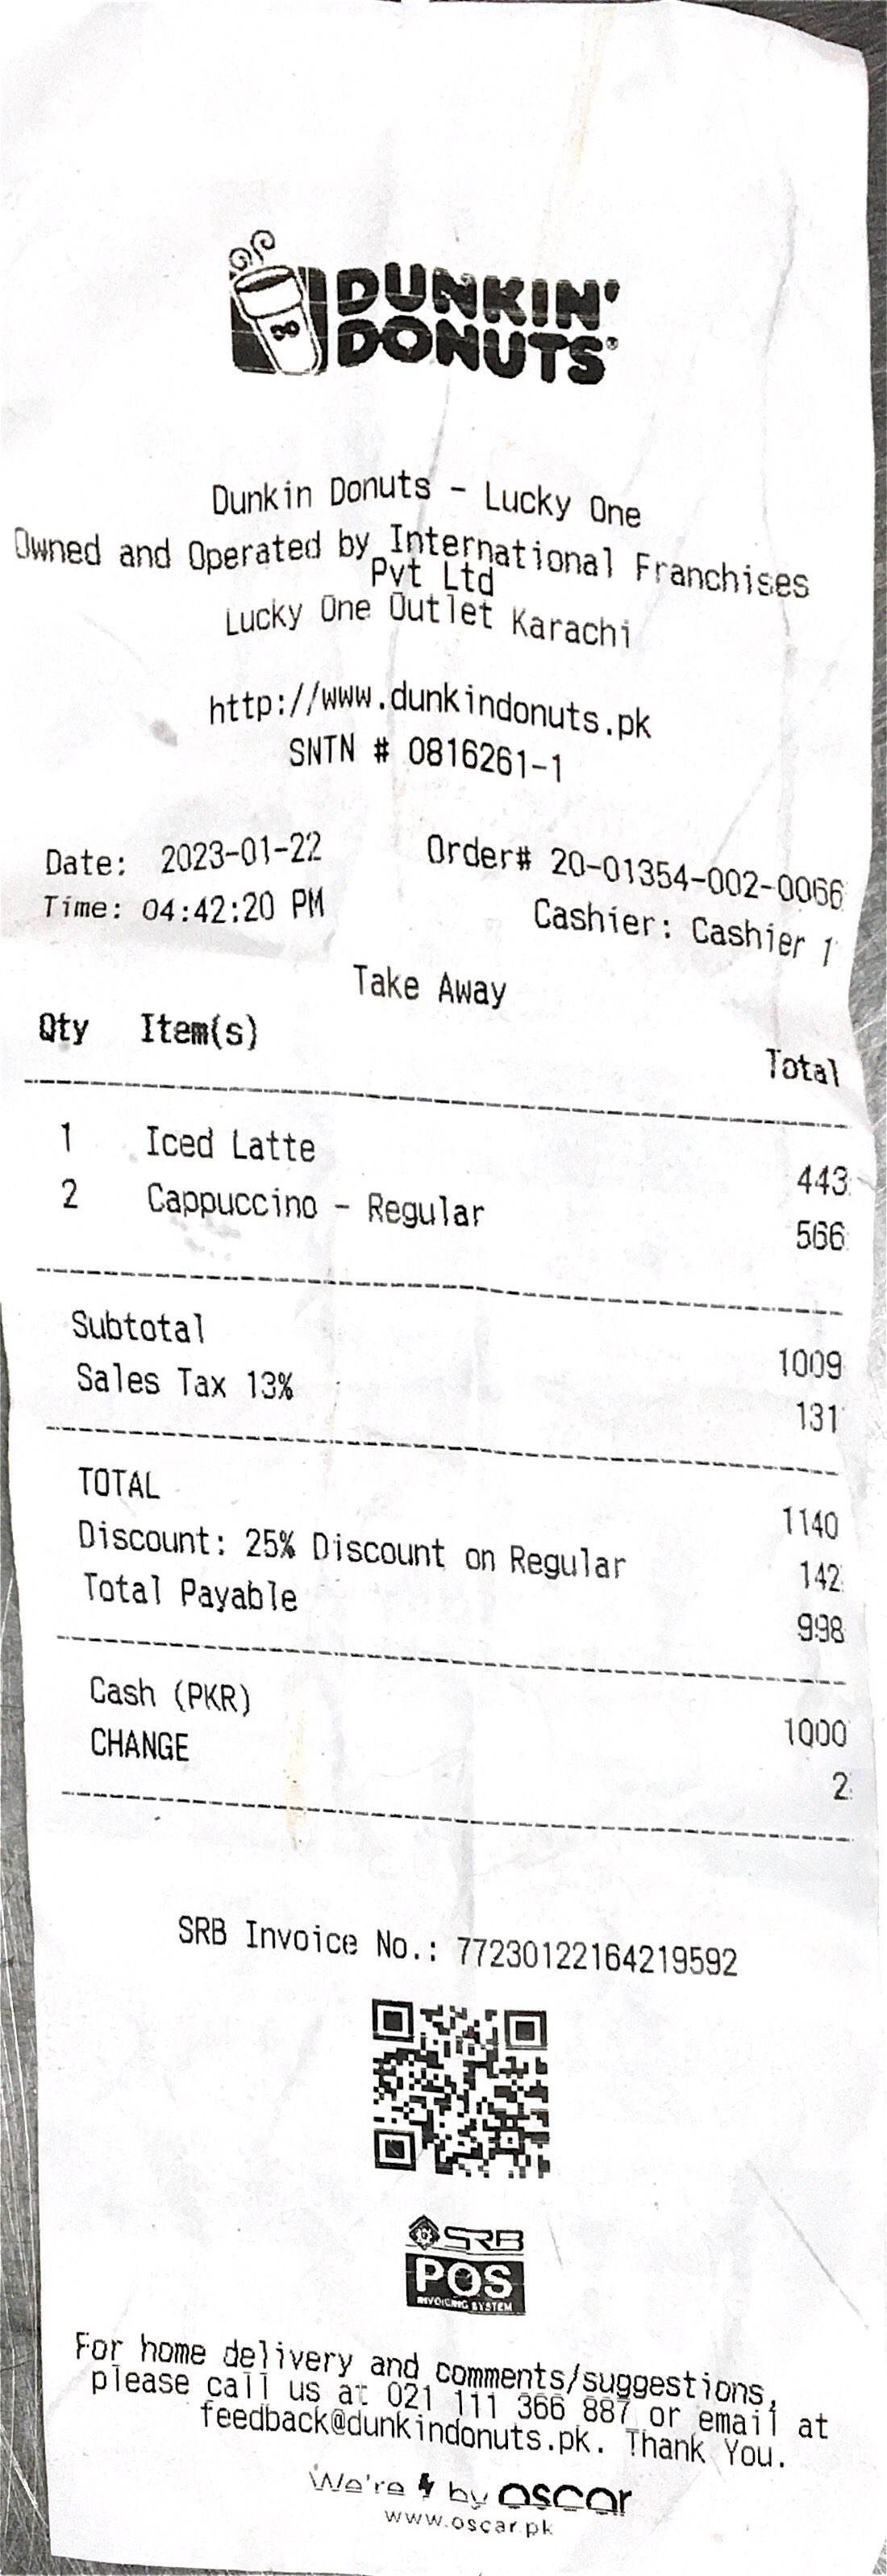 DUNKIN'
DONUTS®
Dunkin Donuts - Lucky One
Owned and Operated by International Franchises
Pvt Ltd
Lucky One Outlet Karachi
http://www.dunkindonuts.pk
SNTN # 0816261-1
Date: 2023-01-22 Order# 20-01354-002-0066
Time: 04:42:20 PM Cashier: Cashier 1
Take Away
Qty Item(s) Total
1 Iced Latte 443
2 Cappuccino - Regular 566
Subtotal 1009
Sales Tax 13% 131
TOTAL 1140
Discount: 25% Discount on Regular 142
Total Payable 998
Cash (PKR) 1000
CHANGE 2
SRB Invoice No.: 77230122164219592
SRB
POS
INVOICING SYSTEM
For home delivery and comments/suggestions,
please call us at 021 111 366 887 or email at
feedback@dunkindonuts.pk. Thank You.
We're by oscar
www.oscar.pk